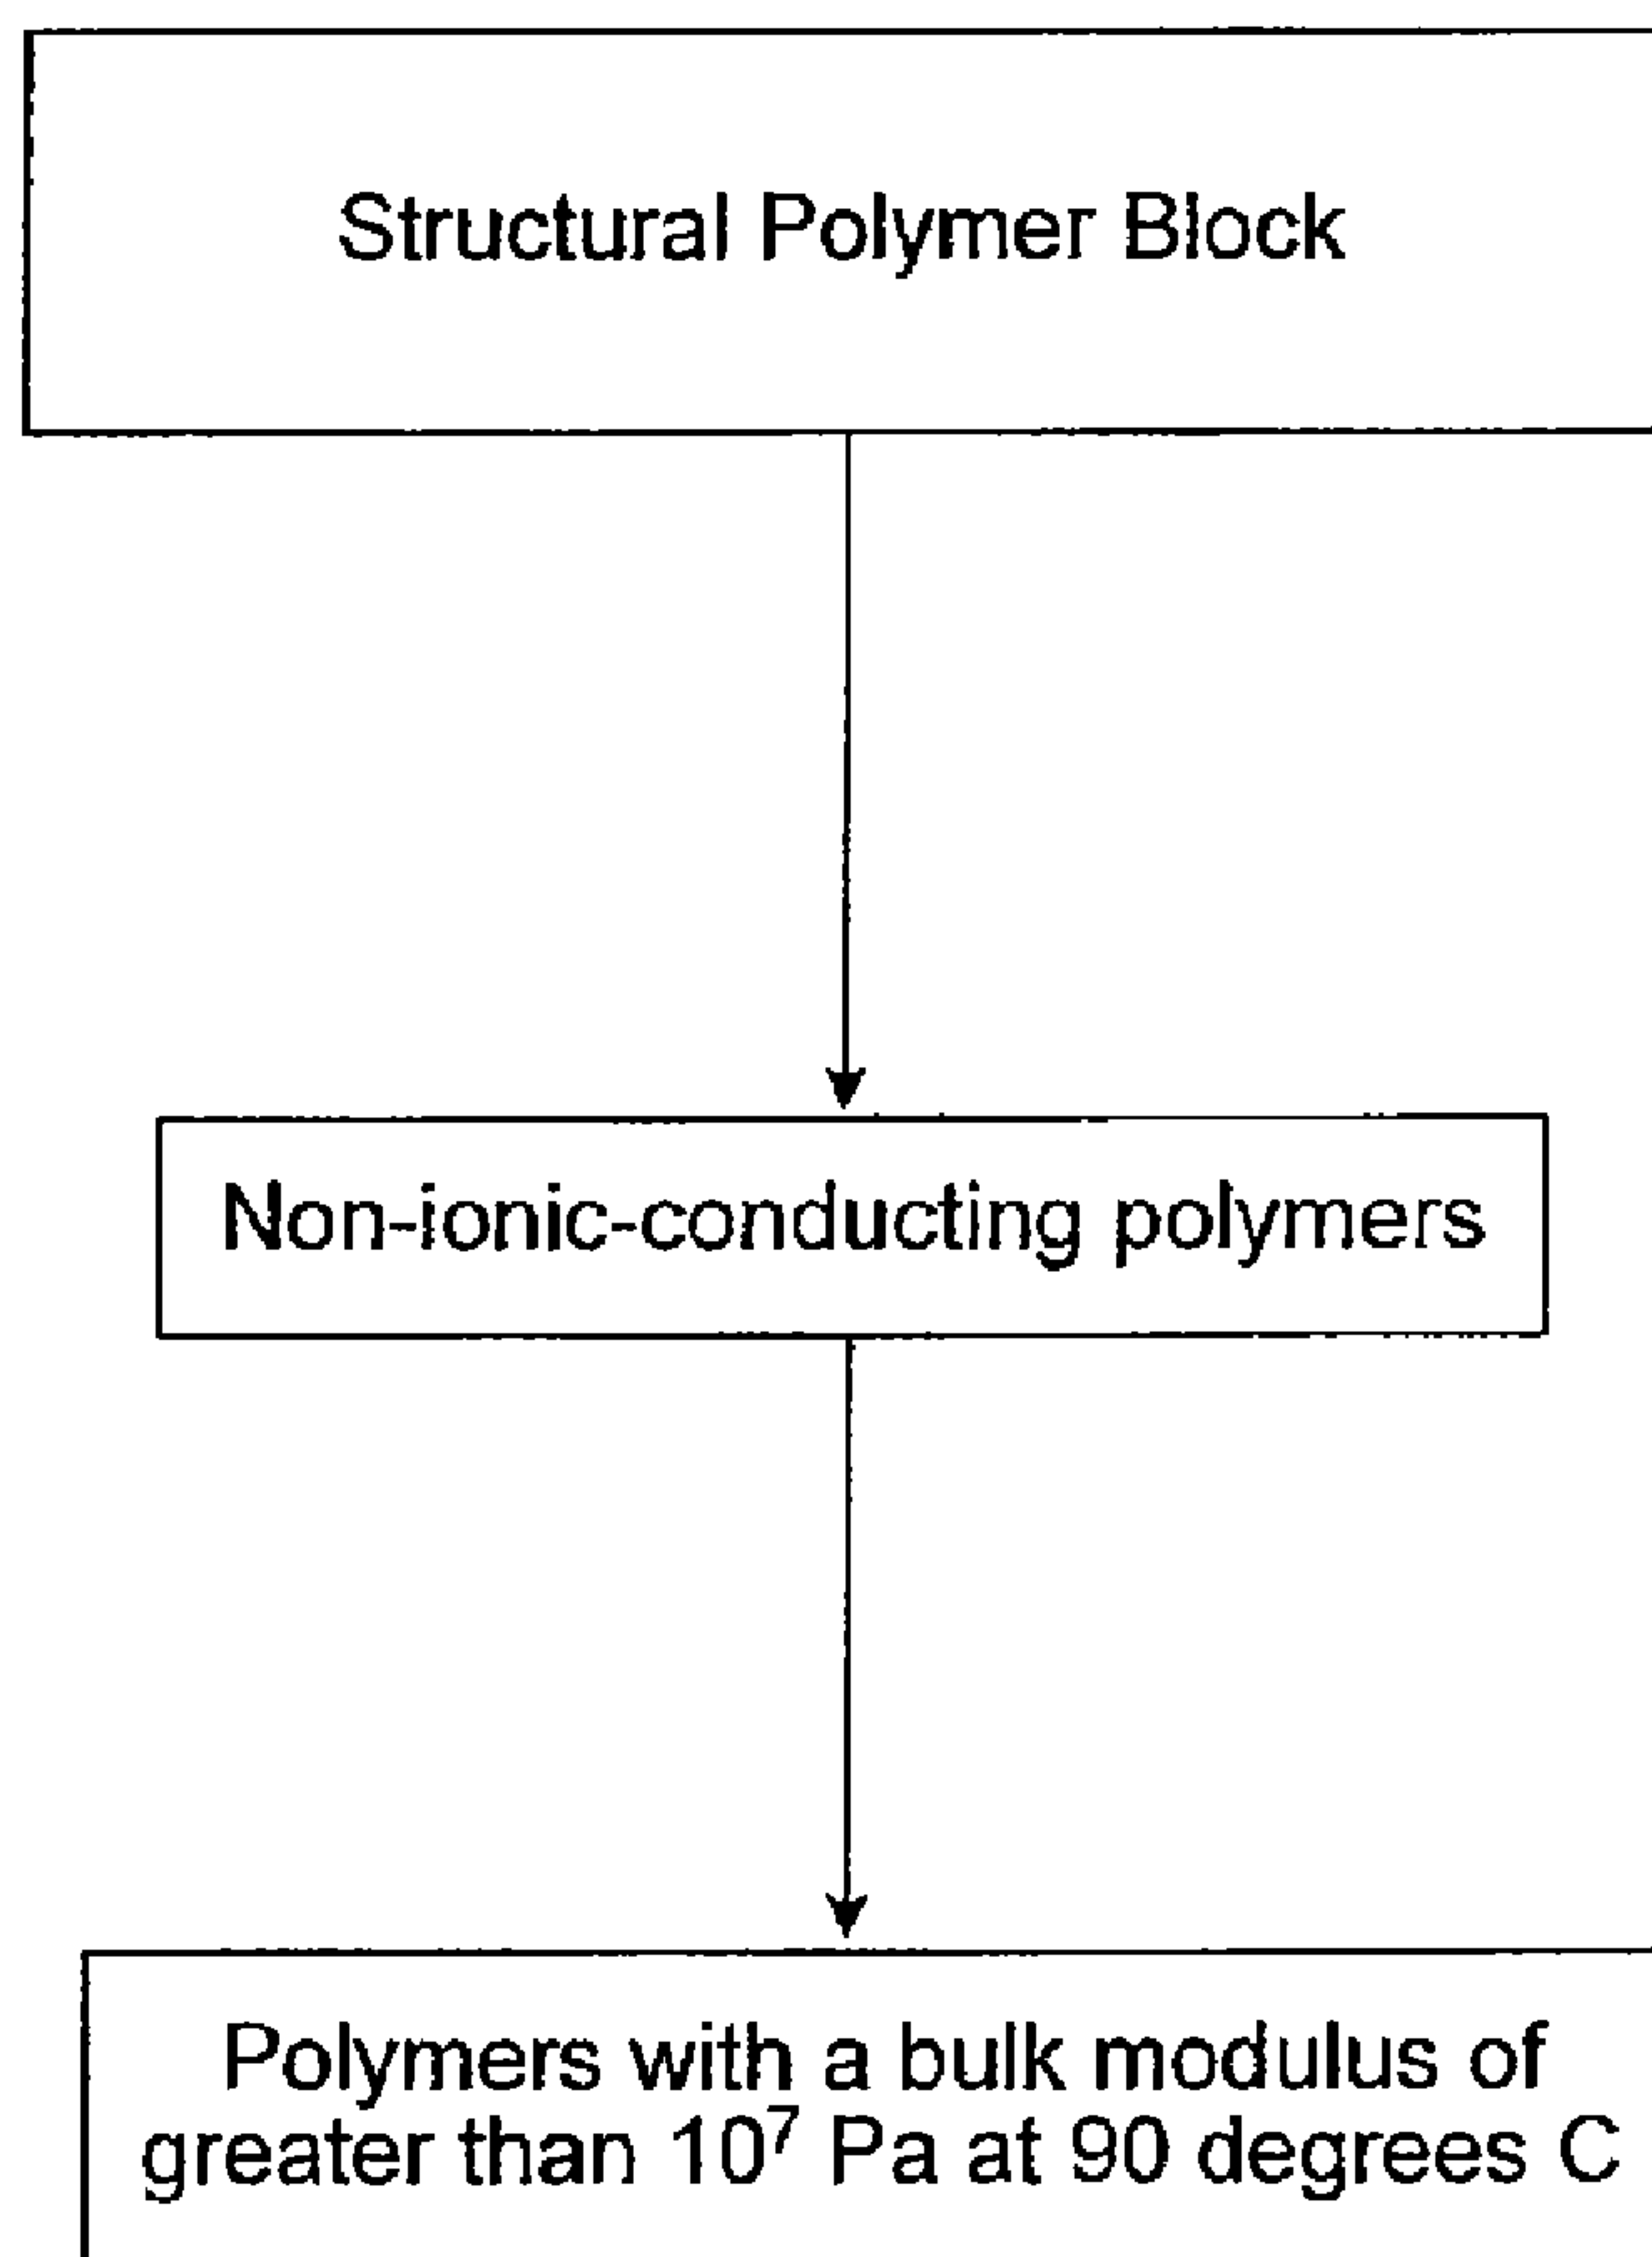 Structural Polymer Block
Non-ionic-conducting polymers
Polymers with a bulk modulus of
greater than 10⁷ Pa at 90 degrees C